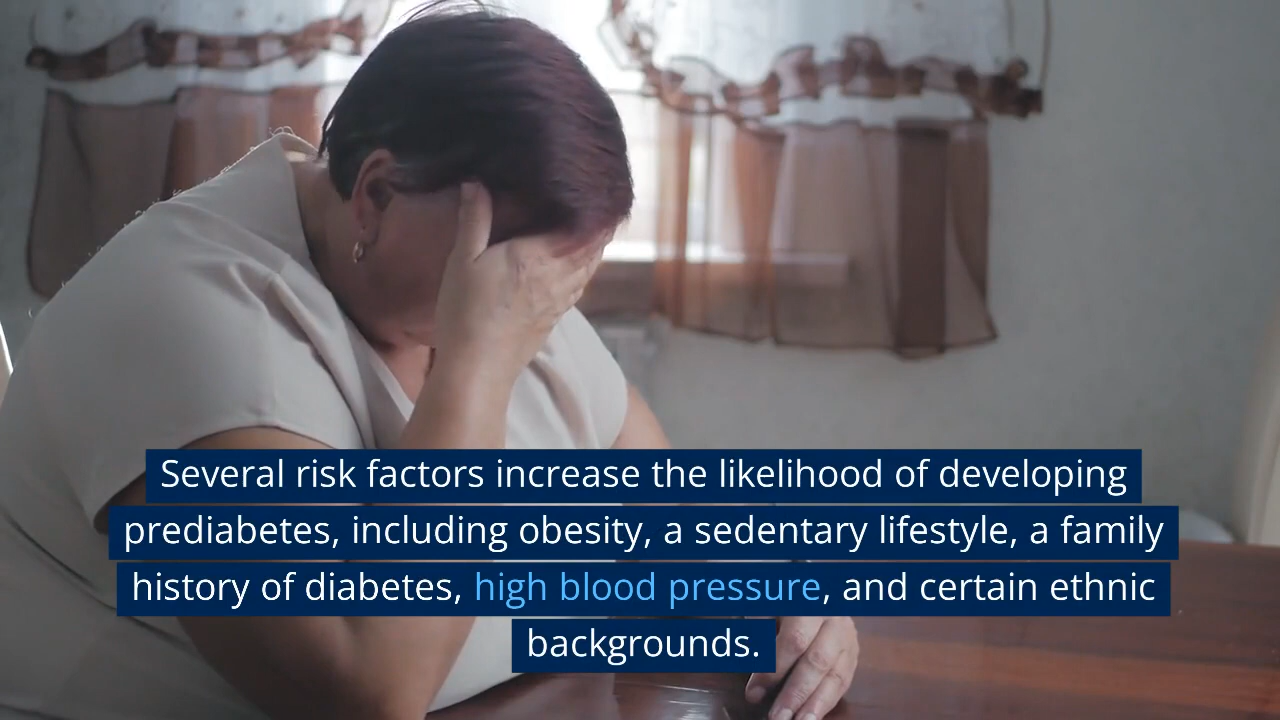 Several risk factors increase the likelihood of developing
prediabetes, including obesity, a sedentary lifestyle, a family
history of diabetes, high blood pressure, and certain ethnic
backgrounds.